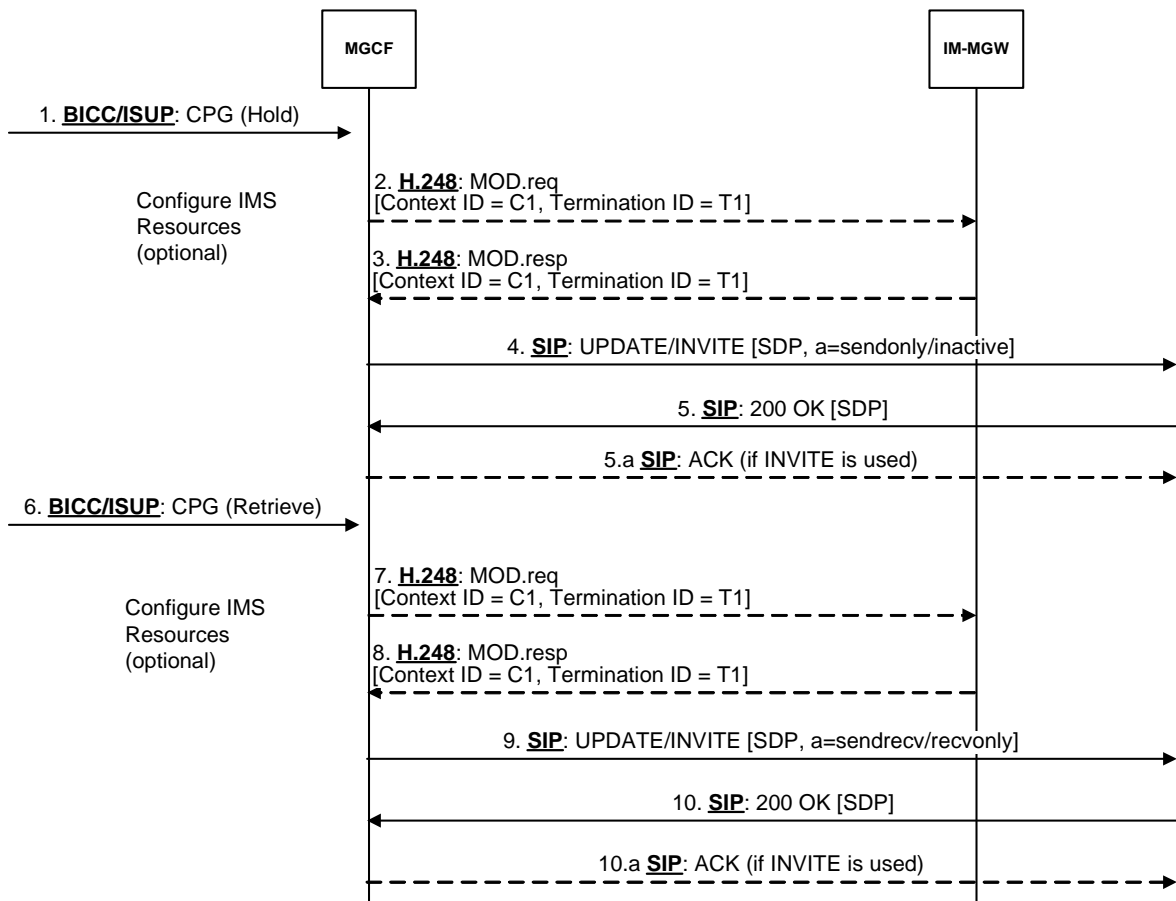 MGCF
IM-MGW
1. BICC/ISUP: CPG (Hold)
2. H.248: MOD.req
[Context ID = C1, Termination ID = T1]
Configure IMS
Resources
(optional)
3. H.248: MOD.resp
[Context ID = C1, Termination ID = T1]
4. SIP: UPDATE/INVITE [SDP, a=sendonly/inactive]
5. SIP: 200 OK [SDP]
5.a SIP: ACK (if INVITE is used)
6. BICC/ISUP: CPG (Retrieve)
7. H.248: MOD.req
[Context ID = C1, Termination ID = T1]
Configure IMS
Resources
(optional)
8. H.248: MOD.resp
[Context ID = C1, Termination ID = T1]
9. SIP: UPDATE/INVITE [SDP, a=sendrecv/recvonly]
10. SIP: 200 OK [SDP]
10.a SIP: ACK (if INVITE is used)